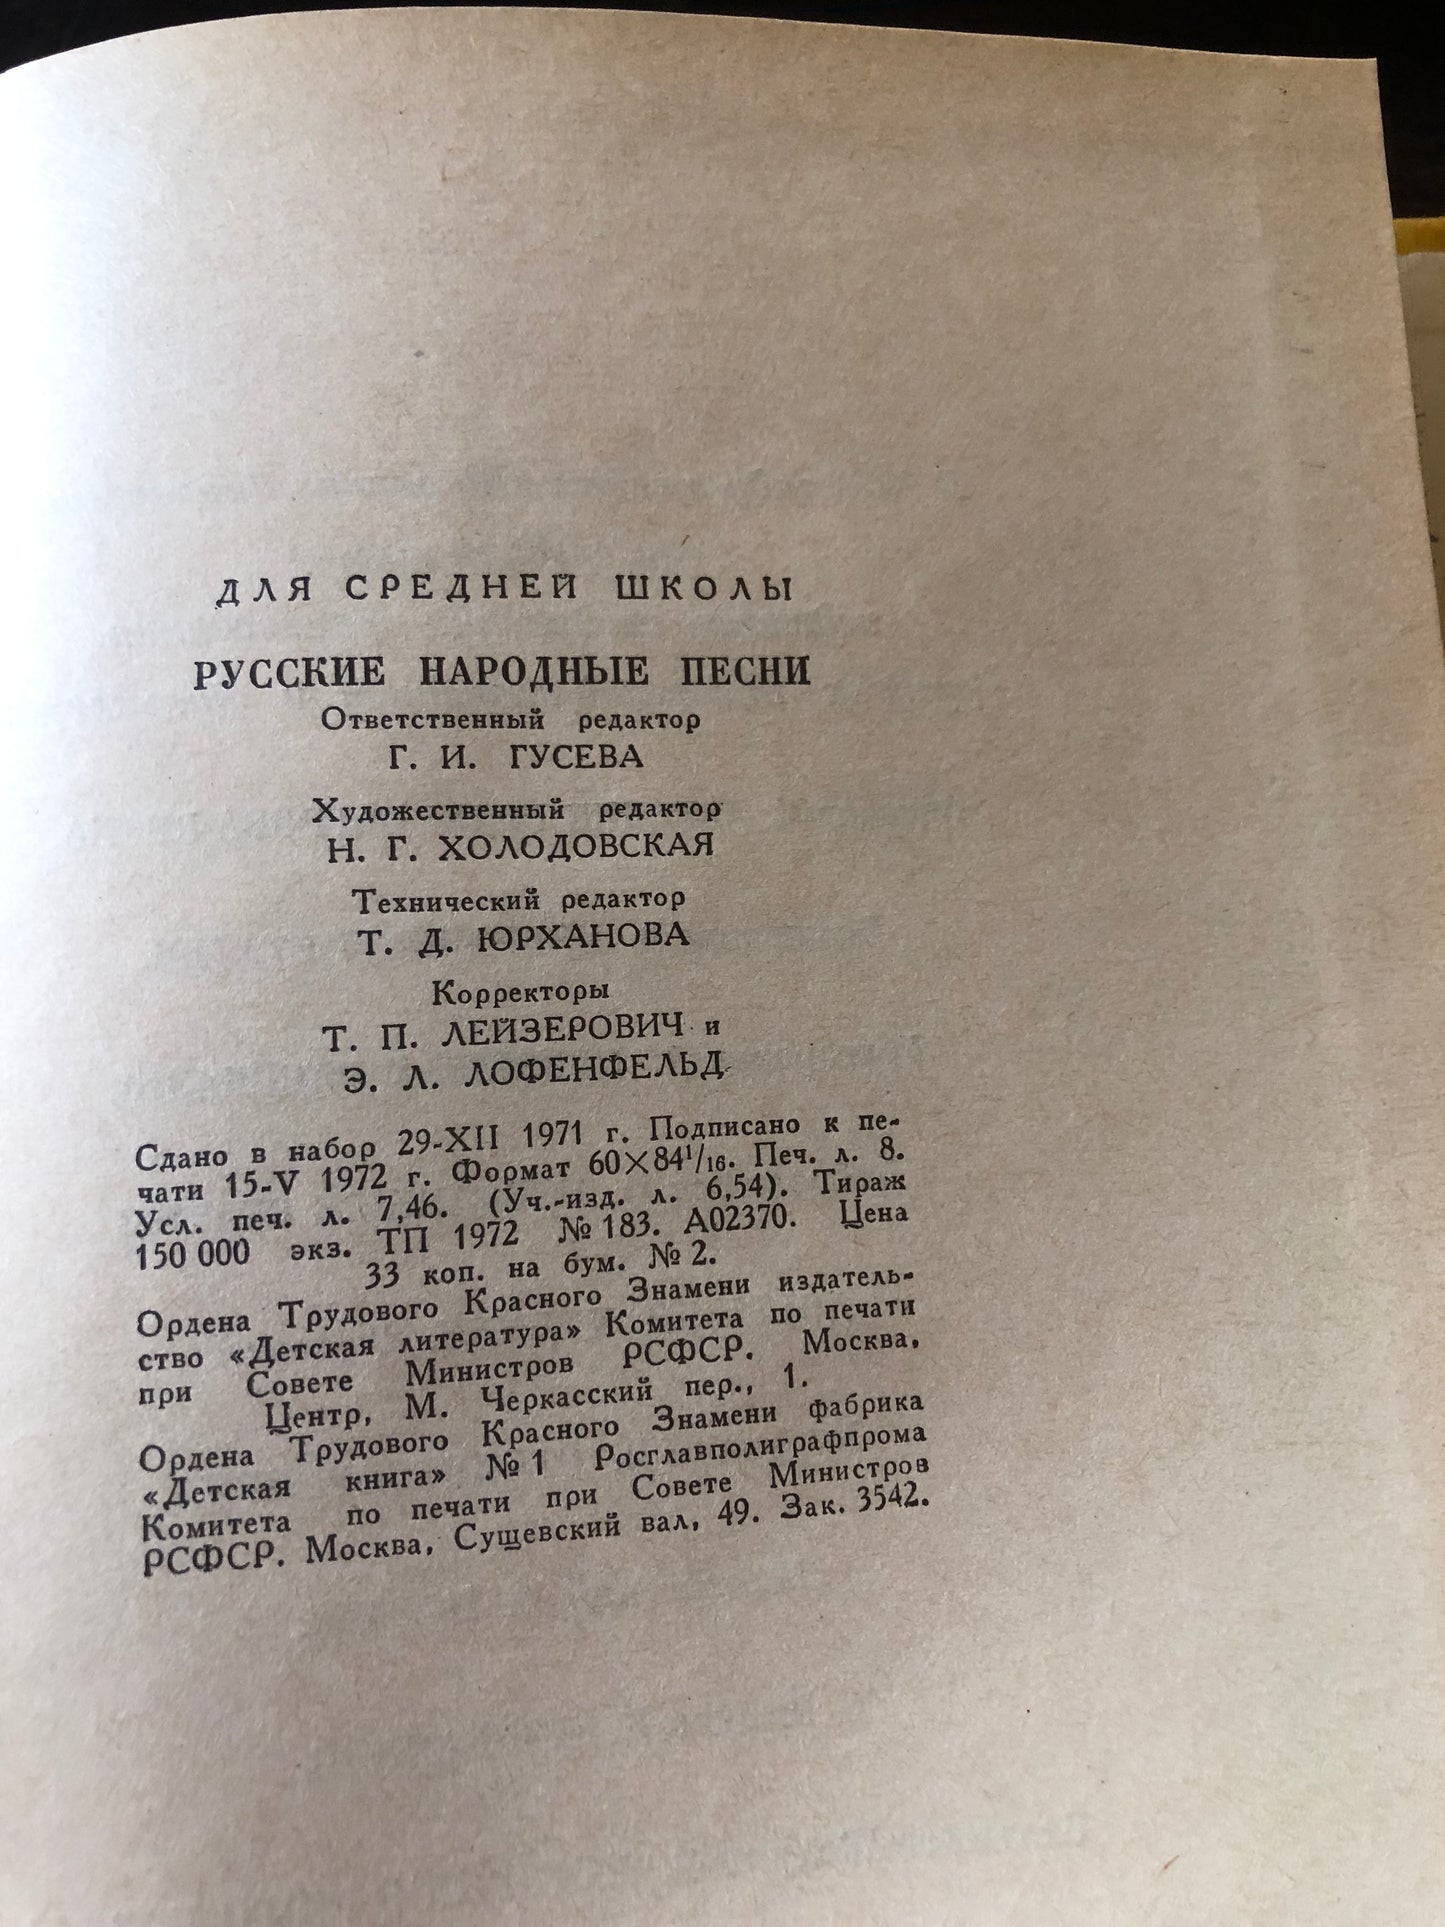 ДЛЯ СРЕДНЕЙ ШКОЛЫ
РУССКИЕ НАРОДНЫЕ ПЕСНИ
Ответственный редактор
Г. И. ГУСЕВА
Художественный редактор
Н. Г. ХОЛОДОВСКАЯ
Технический редактор
Т. Д. ЮРХАНОВА
Корректоры
Т. П. ЛЕЙЗЕРОВИЧ и
Э. Л. ЛОФЕНФЕЛЬД
Сдано в набор 29-XII 1971 г. Подписано к пе-
чати 15-V 1972 г. Формат 60×84¹/₁₆. Печ. л. 8.
Усл. печ. л. 7,46. (Уч.-изд. л. 6,54). Тираж
150 000 экз. ТП 1972 № 183. А02370. Цена
33 коп. на бум. № 2.
Ордена Трудового Красного Знамени издатель-
ство «Детская литература» Комитета по печати
при Совете Министров РСФСР. Москва,
Центр, М. Черкасский пер., 1.
Ордена Трудового Красного Знамени фабрика
«Детская книга» № 1 Росглавполиграфпрома
Комитета по печати при Совете Министров
РСФСР. Москва, Сущевский вал, 49. Зак. 3542.